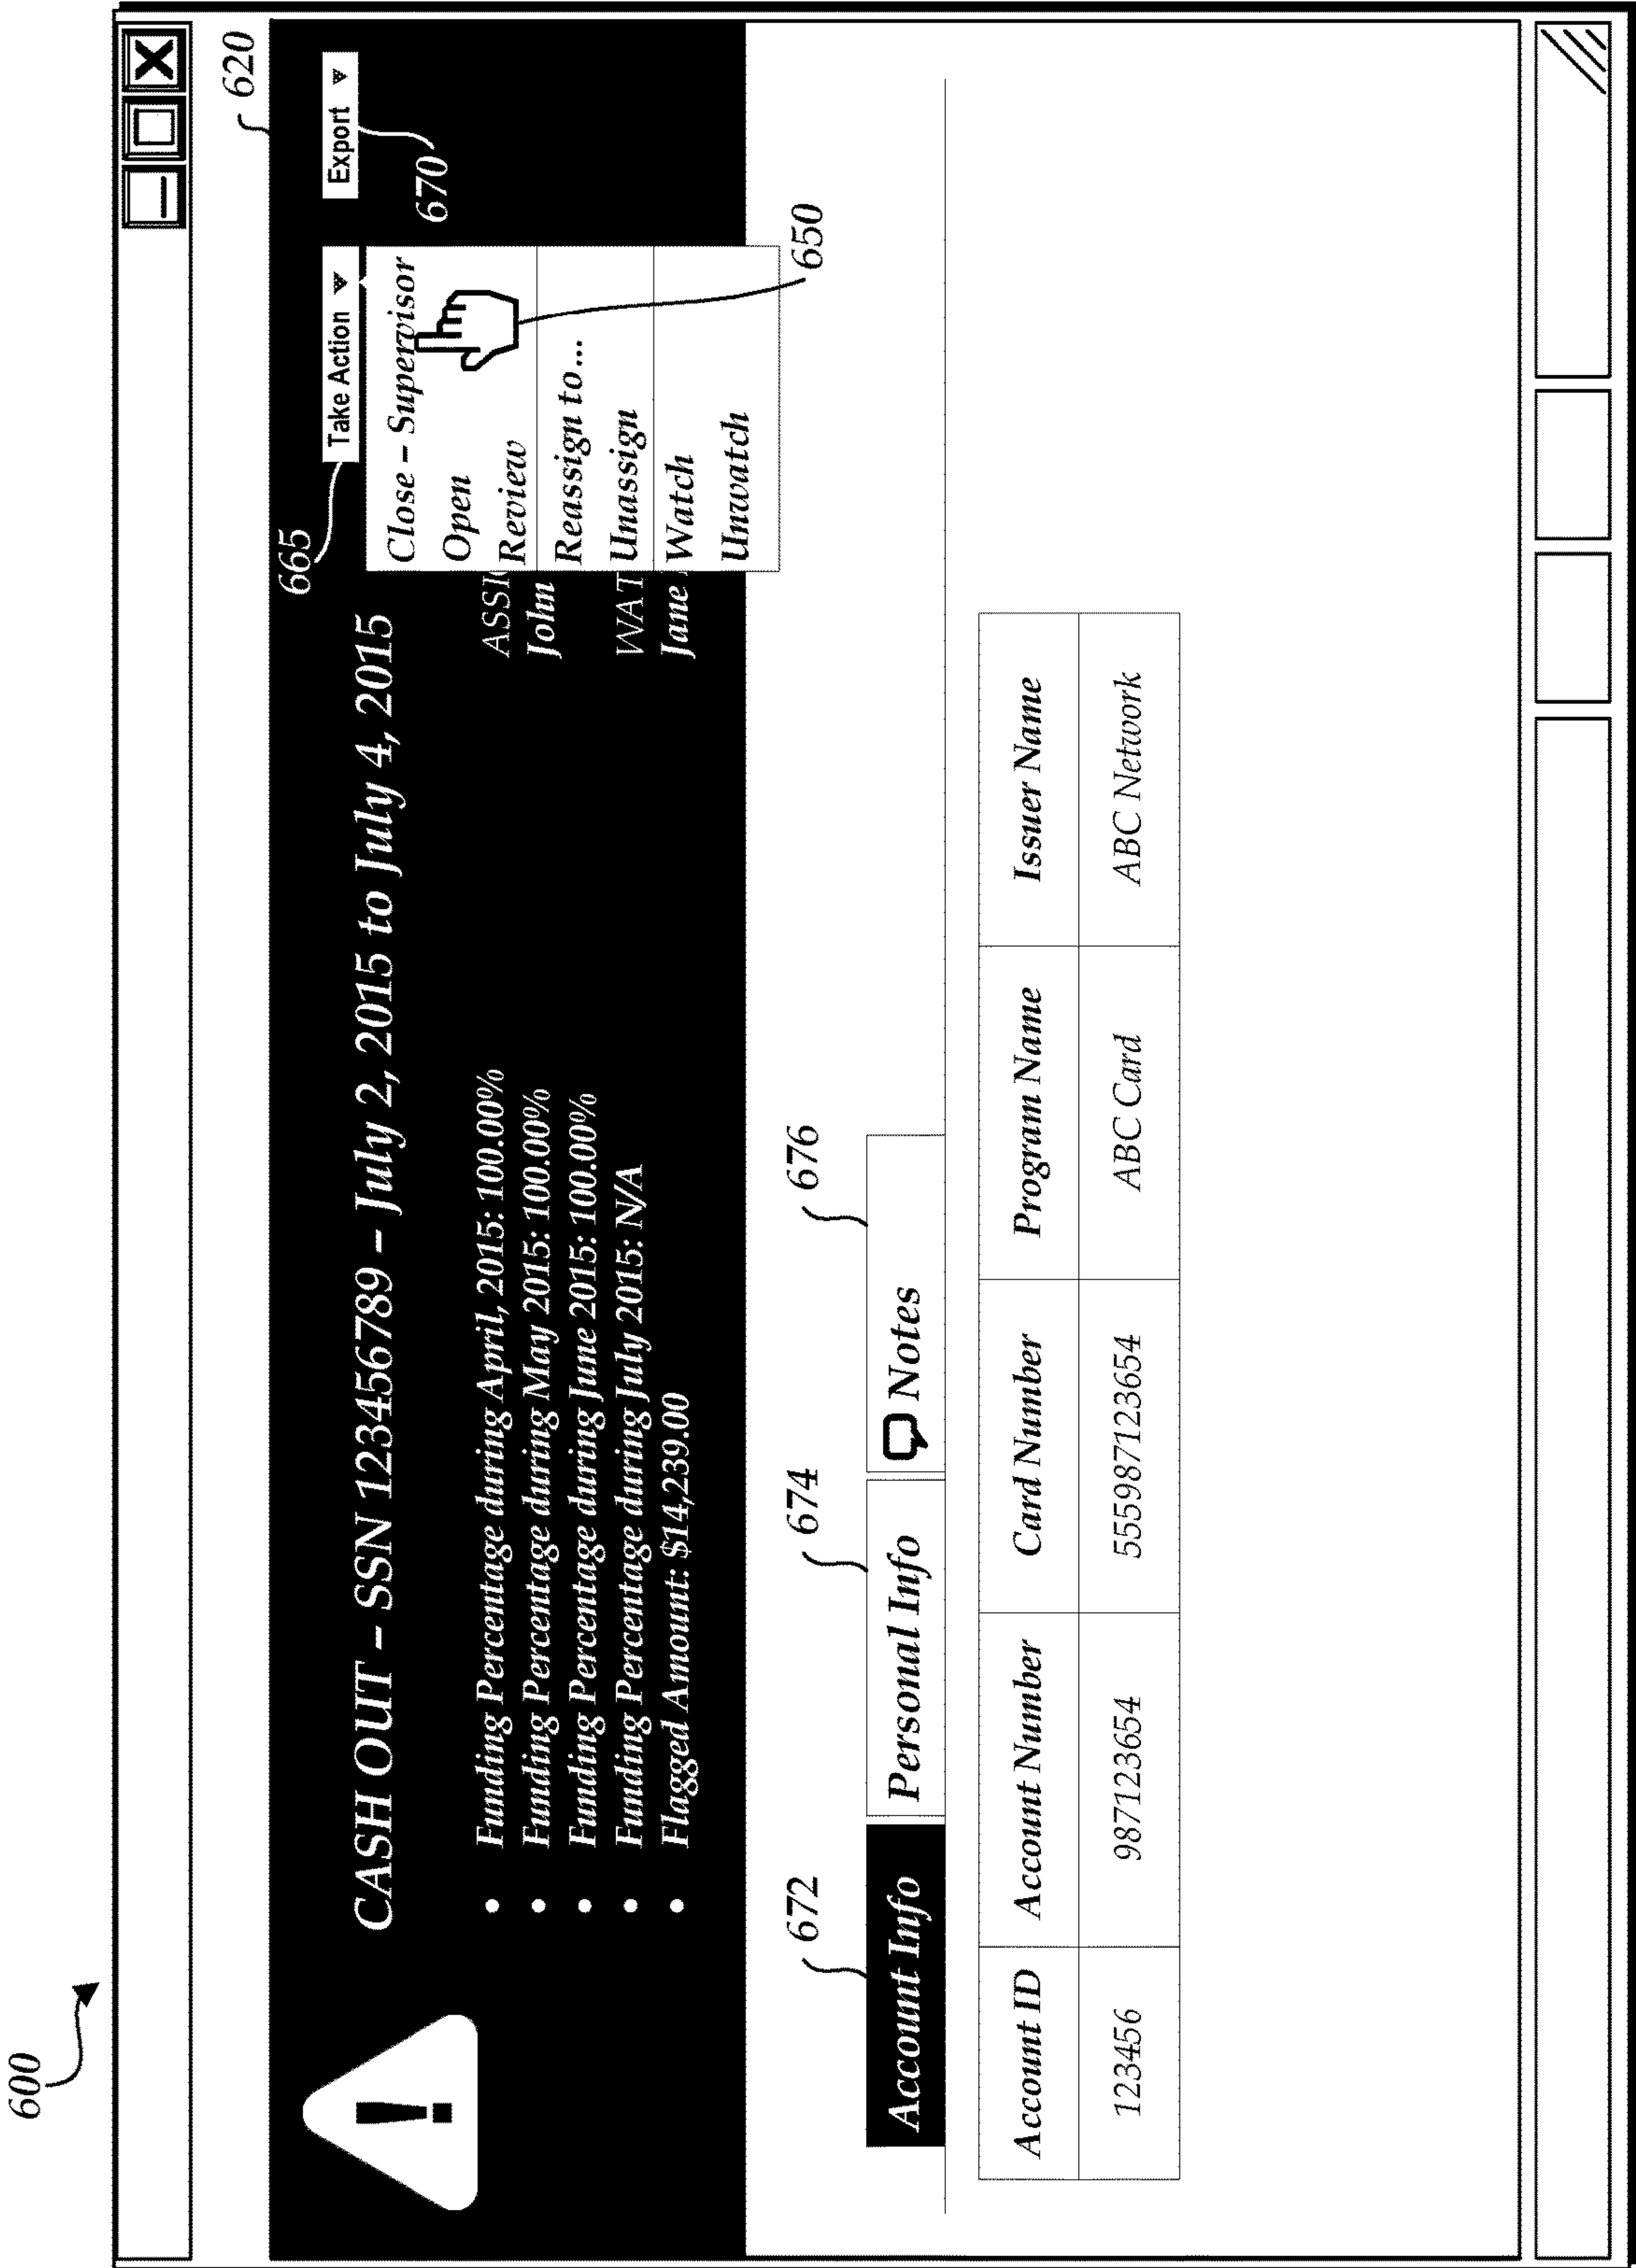 600
620
665
Take Action
Export
670
CASH OUT – SSN 123456789 – July 2, 2015 to July 4, 2015
Close – Supervisor
Open
Review
Reassign to...
Unassign
Watch
Unwatch
650
• Funding Percentage during April, 2015: 100.00%
• Funding Percentage during May 2015: 100.00%
• Funding Percentage during June 2015: 100.00%
• Funding Percentage during July 2015: N/A
• Flagged Amount: $14,239.00
John
Jane
672
674
676
Account Info
Personal Info
Notes
Account ID Account Number Card Number Program Name Issuer Name
123456 987123654 555987123654 ABC Card ABC Network